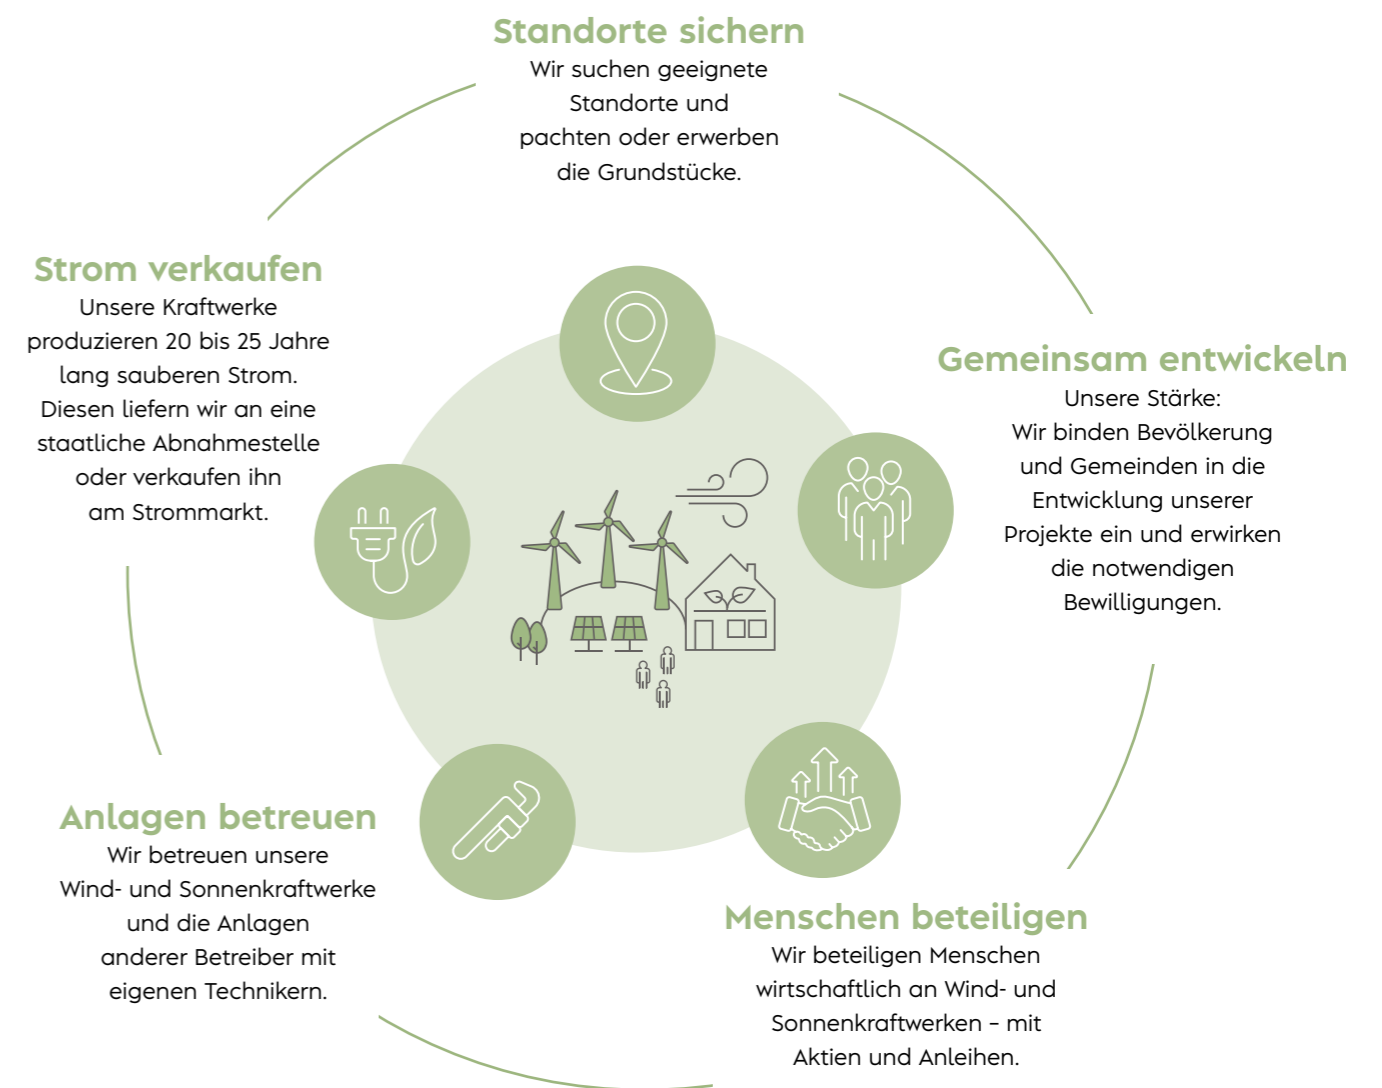 Standorte sichern
Wir suchen geeignete
Standorte und
pachten oder erwerben
die Grundstücke.
Gemeinsam entwickeln
Unsere Stärke:
Wir binden Bevölkerung
und Gemeinden in die
Entwicklung unserer
Projekte ein und erwirken
die notwendigen
Bewilligungen.
Menschen beteiligen
Wir beteiligen Menschen
wirtschaftlich an Wind- und
Sonnenkraftwerken – mit
Aktien und Anleihen.
Anlagen betreuen
Wir betreuen unsere
Wind- und Sonnenkraftwerke
und die Anlagen
anderer Betreiber mit
eigenen Technikern.
Strom verkaufen
Unsere Kraftwerke
produzieren 20 bis 25 Jahre
lang sauberen Strom.
Diesen liefern wir an eine
staatliche Abnahmestelle
oder verkaufen ihn
am Strommarkt.